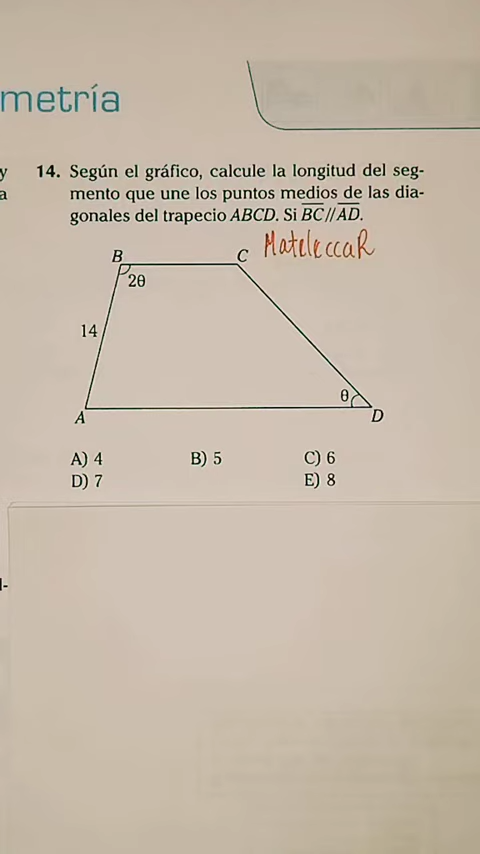 metría
y
a
14. Según el gráfico, calcule la longitud del seg-
mento que une los puntos medios de las dia-
gonales del trapecio ABCD. Si BC//AD.
MateleccaR
B
C
2θ
14
θ
A
D
A) 4 B) 5 C) 6
D) 7 E) 8
l-